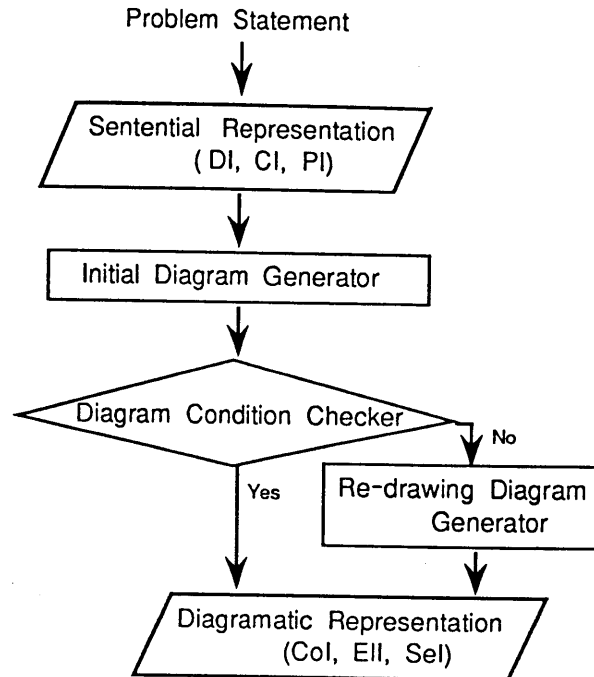 Problem Statement
Sentential Representation
( DI, CI, PI)
Initial Diagram Generator
Diagram Condition Checker
No
Yes
Re-drawing Diagram
Generator
Diagramatic Representation
(CoI, EII, SeI)